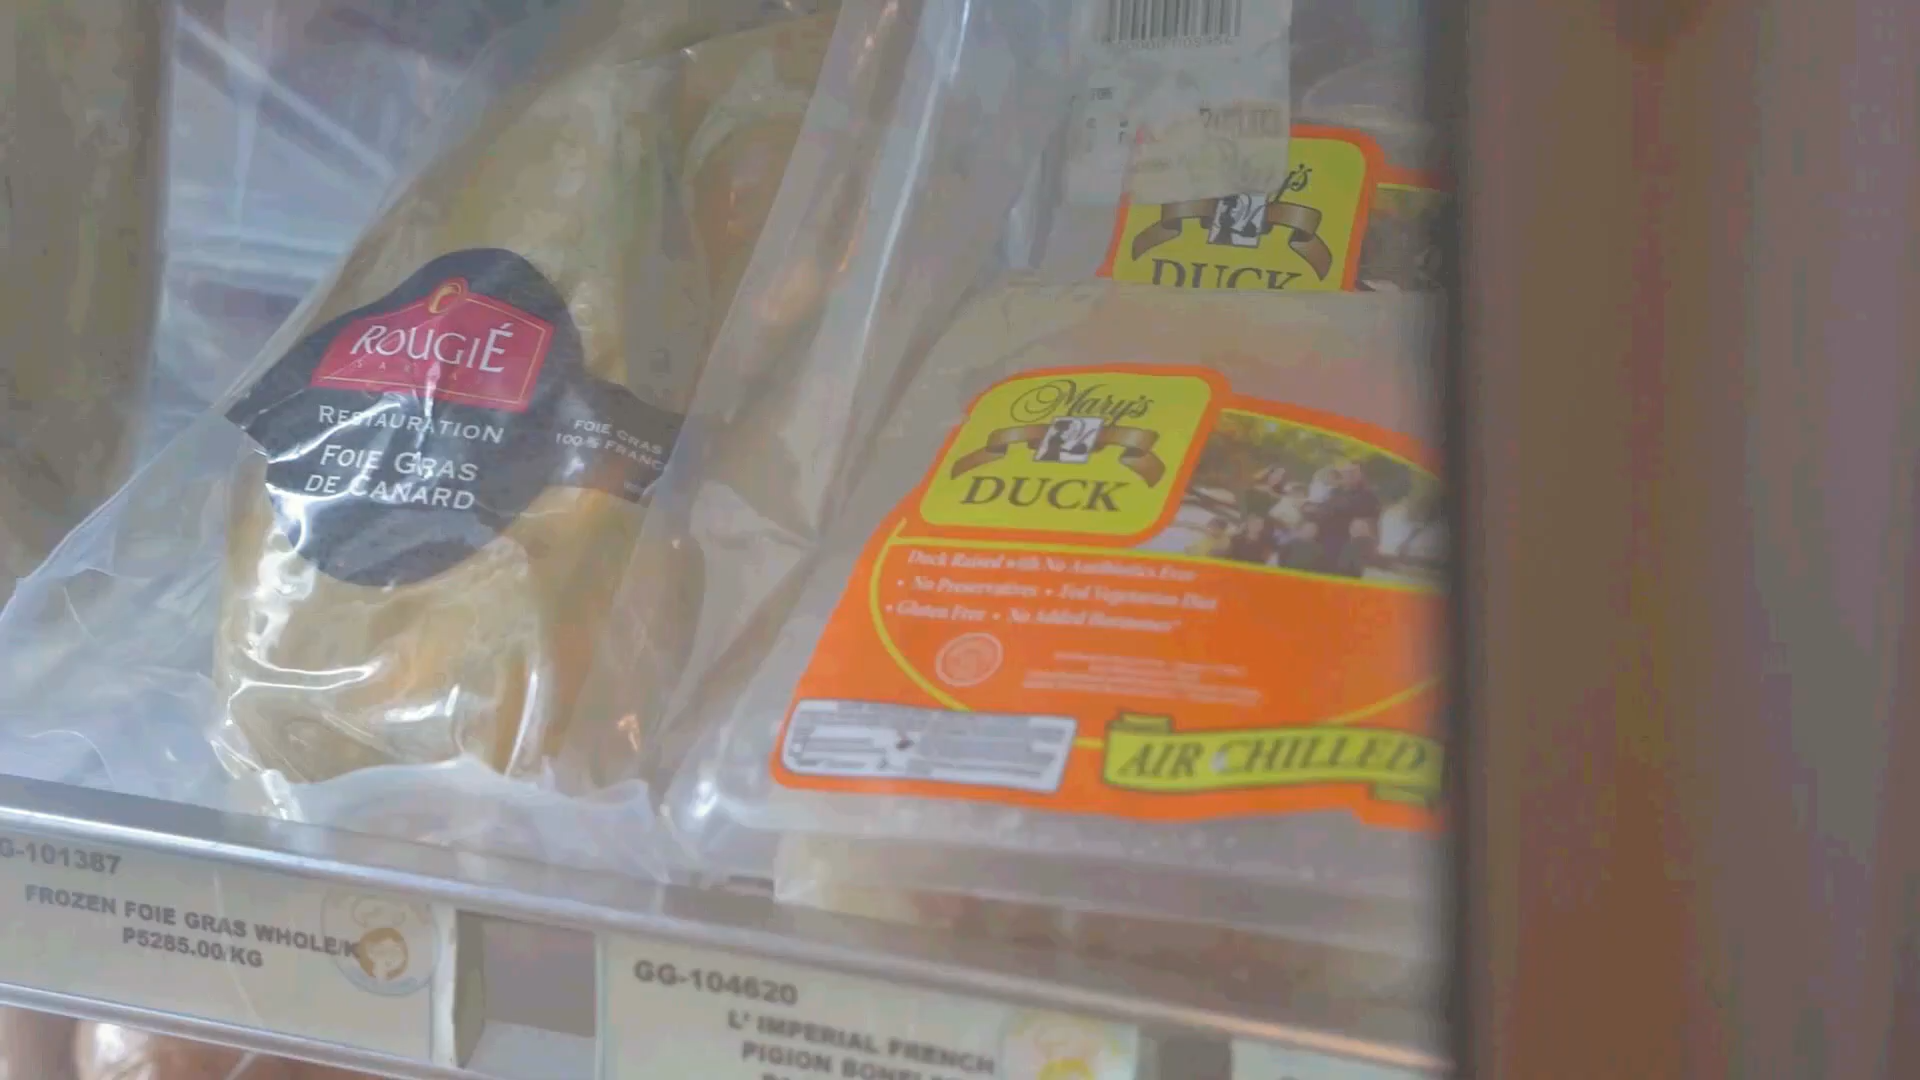 ROUGIÉ
SARLAT
RESTAURATION
FOIE GRAS
DE CANARD
FOIE GRAS
100% FRANC
DUCK
Mary's
DUCK
Duck Raised with No Antibiotics Ever
• No Preservatives • Fed Vegetarian Diet
• Gluten Free • No Added Hormones*
AIR CHILLED
G-101387
FROZEN FOIE GRAS WHOLE/K
P5285.00/KG
GG-104620
L' IMPERIAL FRENCH
PIGION BONEL